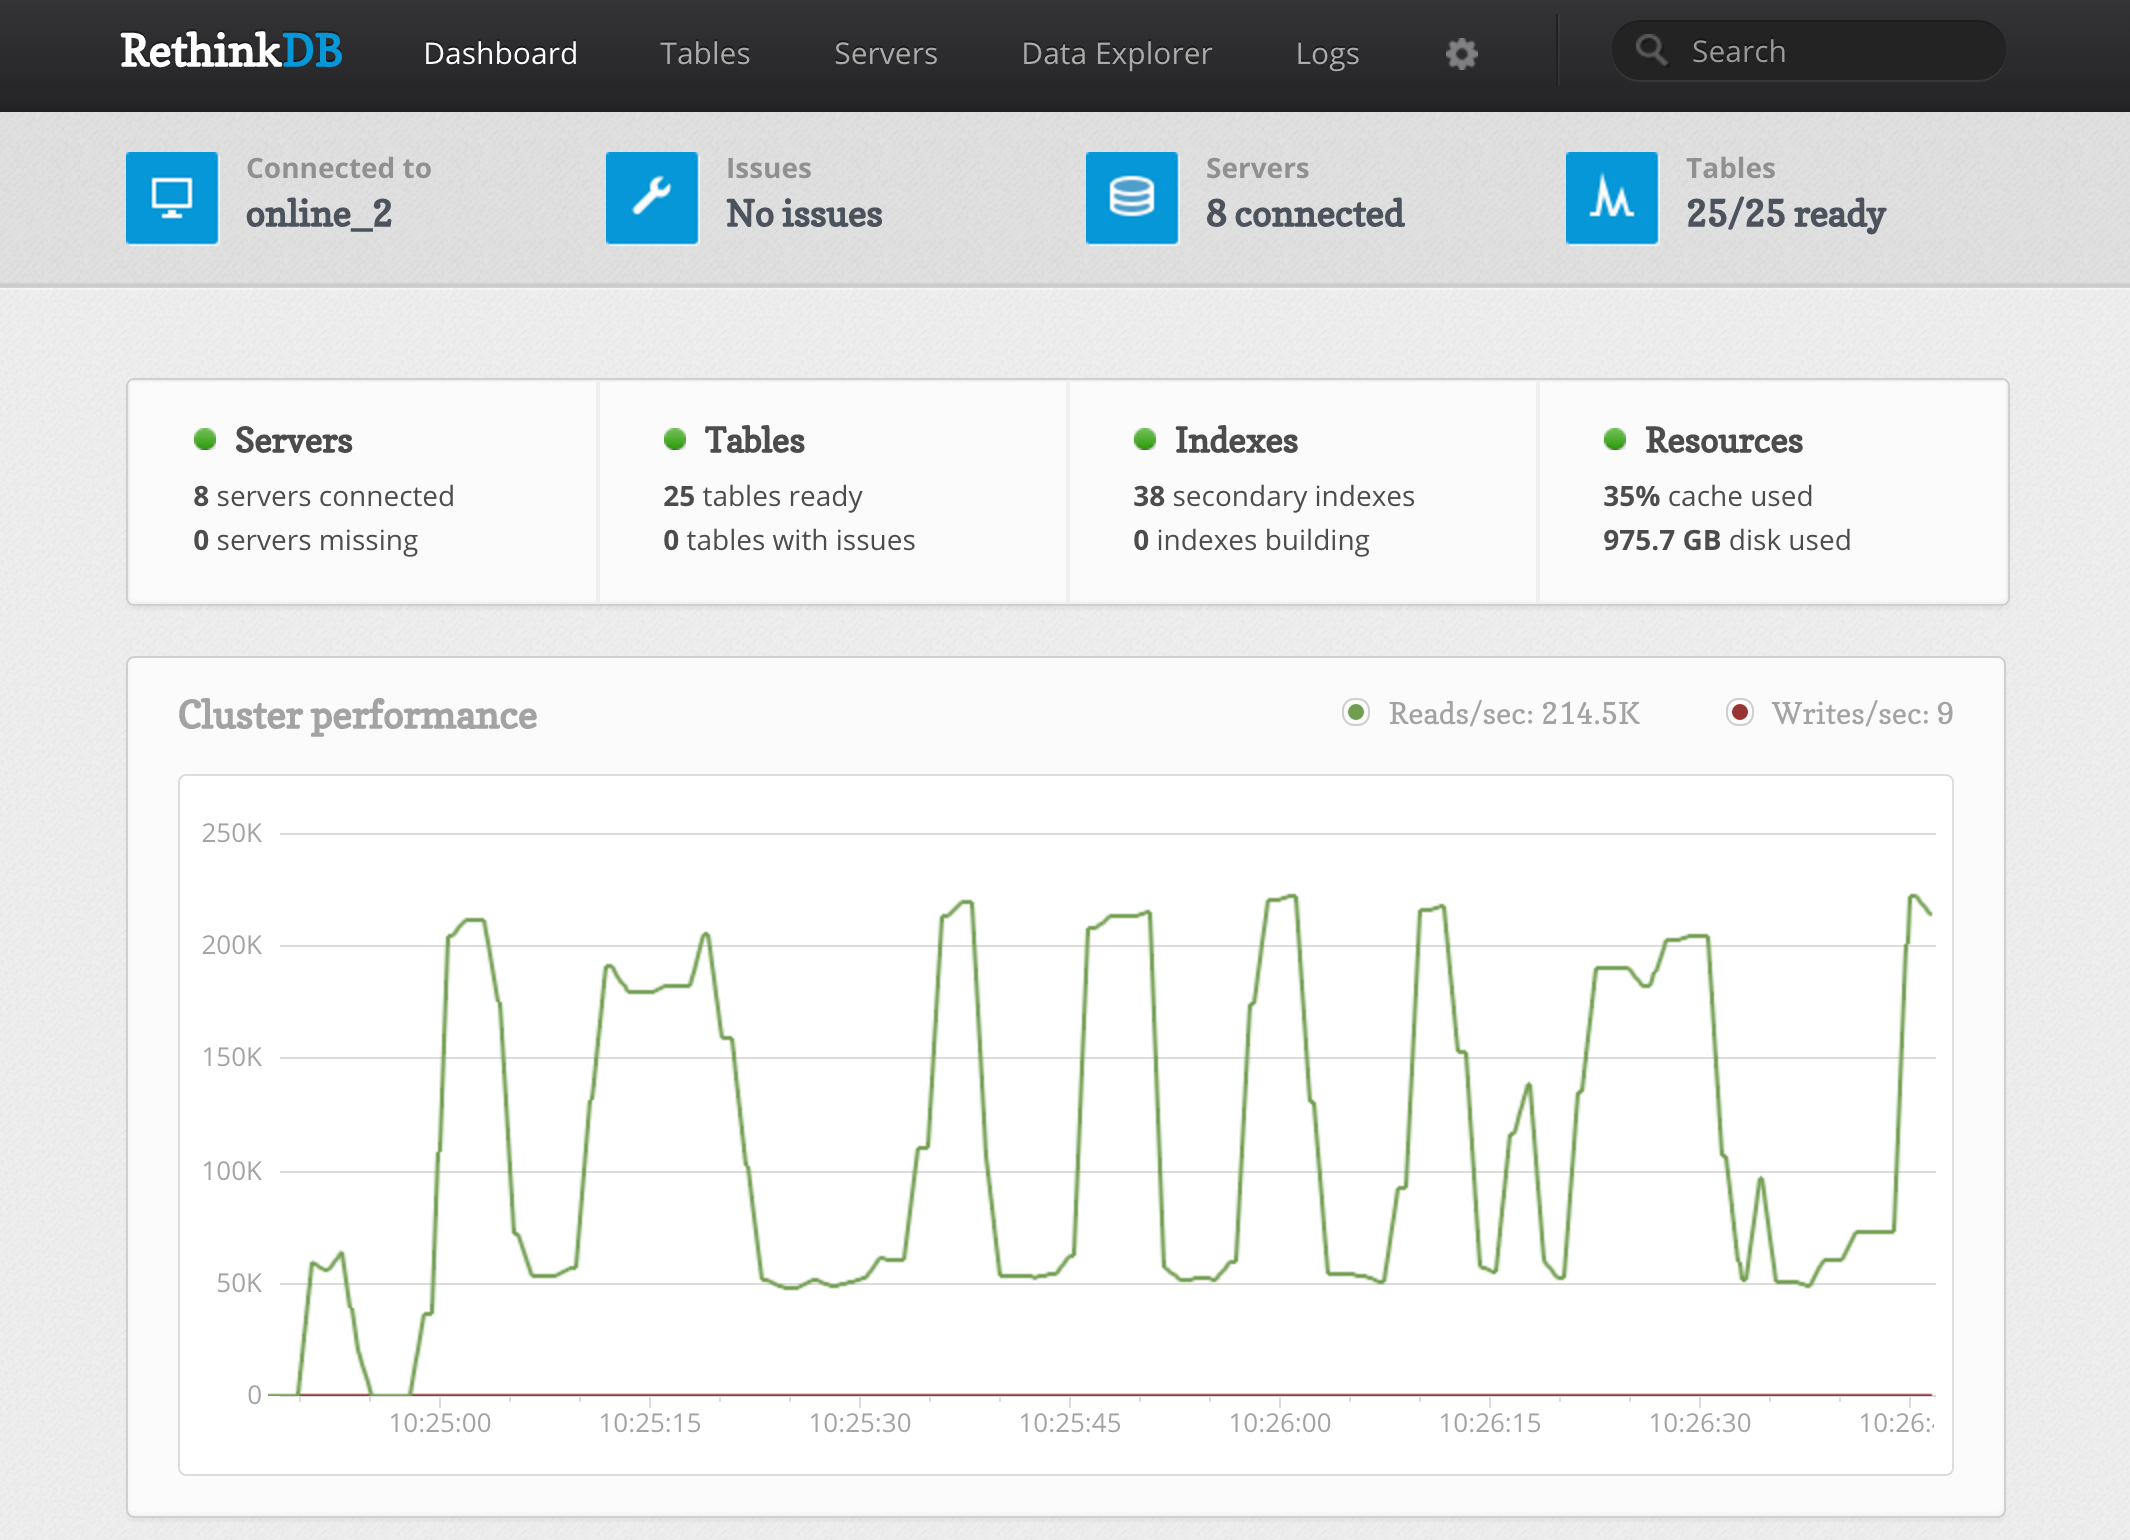 RethinkDB Dashboard Tables Servers Data Explorer Logs Search
Connected to
online_2
Issues
No issues
Servers
8 connected
Tables
25/25 ready
Servers
8 servers connected
0 servers missing
Tables
25 tables ready
0 tables with issues
Indexes
38 secondary indexes
0 indexes building
Resources
35% cache used
975.7 GB disk used
Cluster performance
Reads/sec: 214.5K
Writes/sec: 9
250K
200K
150K
100K
50K
0
10:25:00 10:25:15 10:25:30 10:25:45 10:26:00 10:26:15 10:26:30